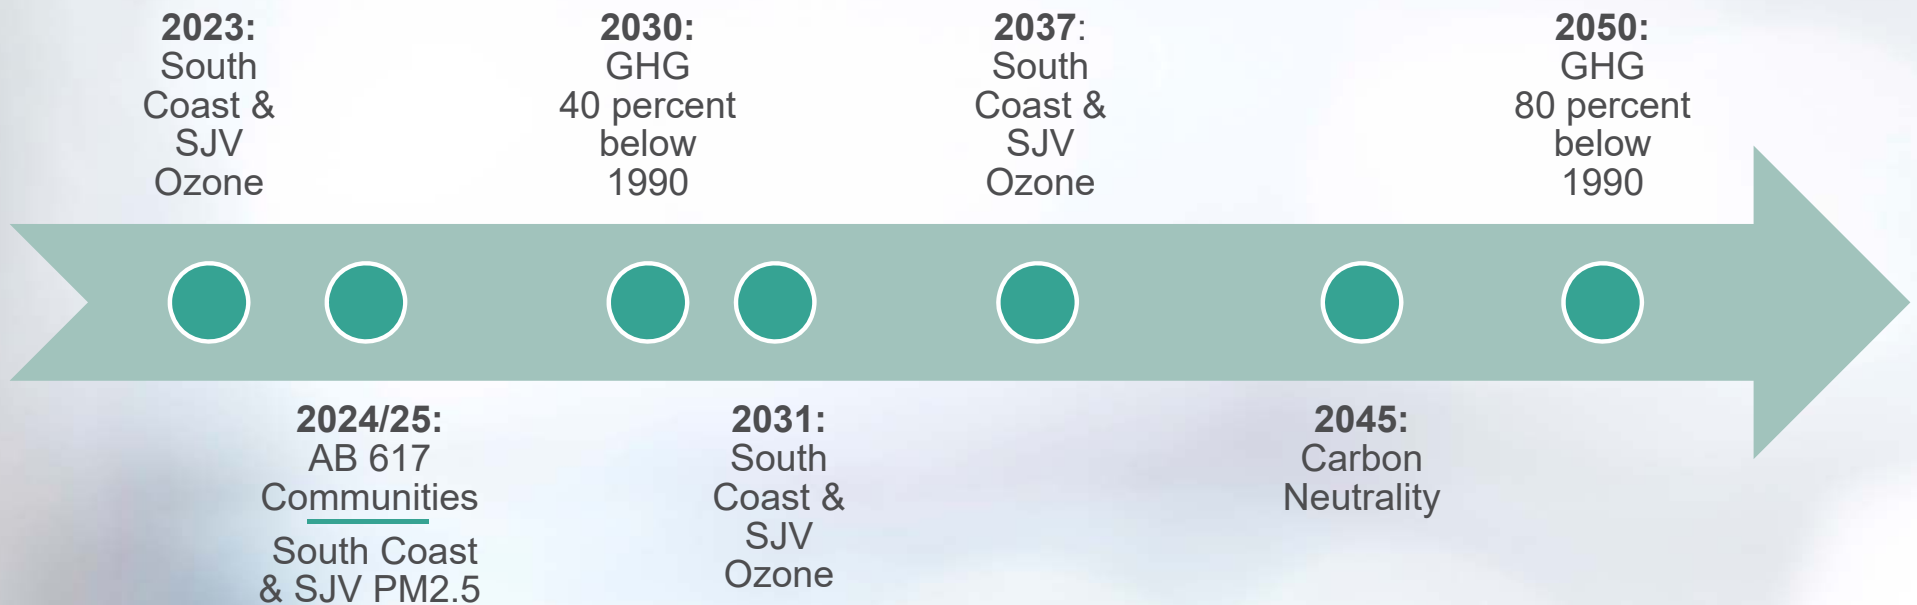 2023:
South
Coast &
SJV
Ozone
2024/25:
AB 617
Communities
South Coast
& SJV PM2.5
2030:
GHG
40 percent
below
1990
2031:
South
Coast &
SJV
Ozone
2037:
South
Coast &
SJV
Ozone
2045:
Carbon
Neutrality
2050:
GHG
80 percent
below
1990